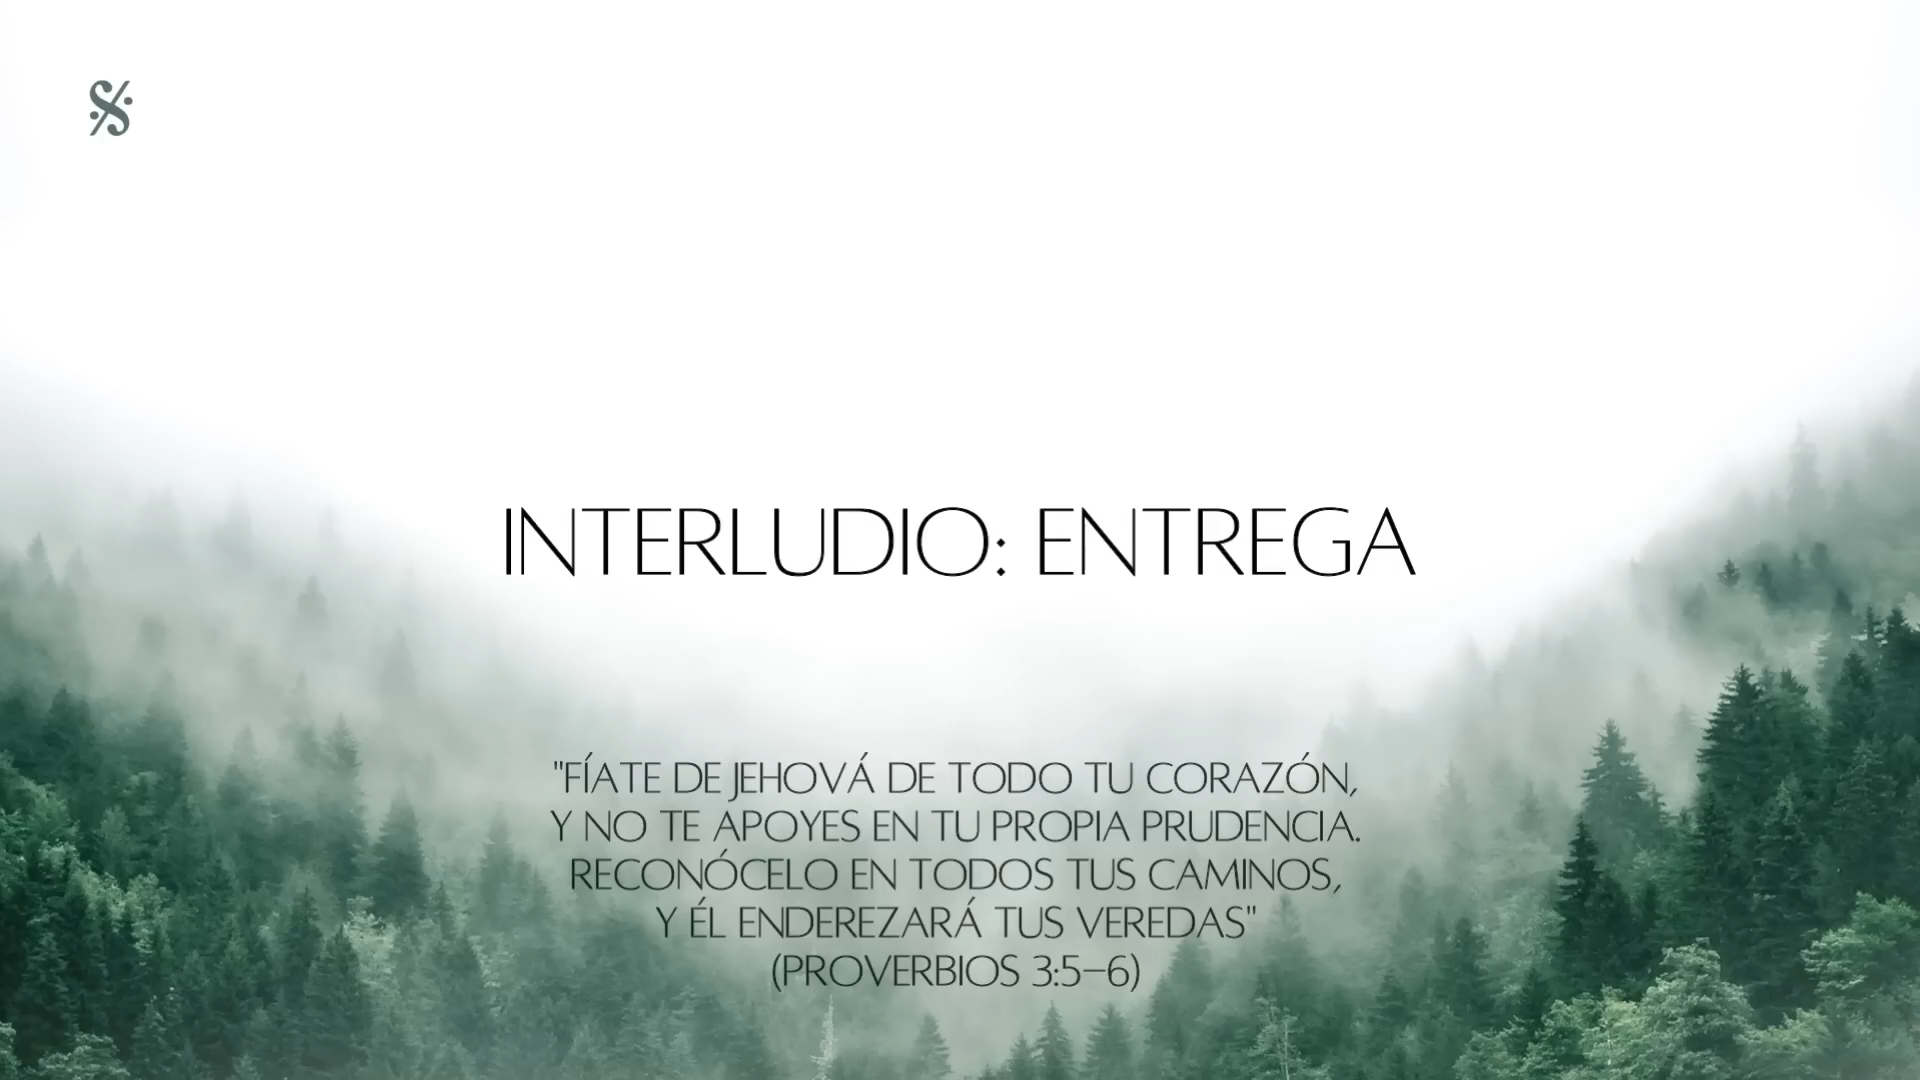 INTERLUDIO: ENTREGA
"FÍATE DE JEHOVÁ DE TODO TU CORAZÓN,
Y NO TE APOYES EN TU PROPIA PRUDENCIA.
RECONÓCELO EN TODOS TUS CAMINOS,
Y ÉL ENDEREZARÁ TUS VEREDAS"
(PROVERBIOS 3:5–6)